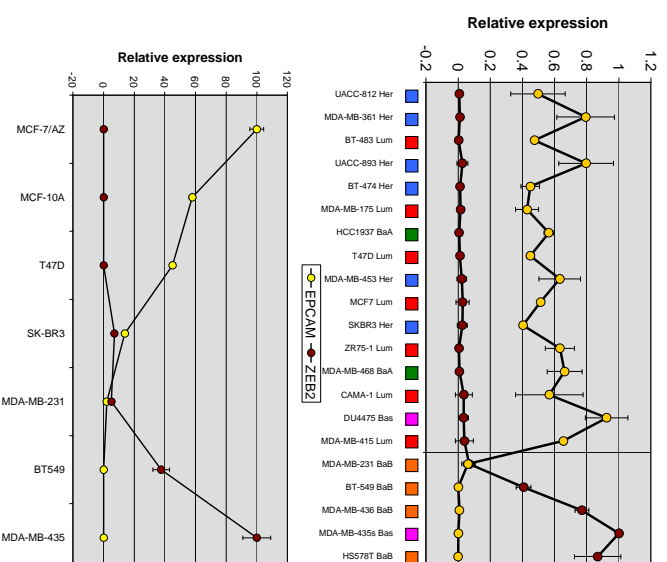 Relative expression
-20 0 20 40 60 80 100 120
MCF-7/AZ
MCF-10A
T47D
SK-BR3
MDA-MB-231
BT549
MDA-MB-435
EPCAM ZEB2
Relative expression
-0.2 0 0.2 0.4 0.6 0.8 1 1.2
UACC-812 Her
MDA-MB-361 Her
BT-483 Lum
UACC-893 Her
BT-474 Her
MDA-MB-175 Lum
HCC1937 BaA
T47D Lum
MDA-MB-453 Her
MCF7 Lum
SKBR3 Her
ZR75-1 Lum
MDA-MB-468 BaA
CAMA-1 Lum
DU4475 Bas
MDA-MB-415 Lum
MDA-MB-231 BaB
BT-549 BaB
MDA-MB-436 BaB
MDA-MB-435s Bas
HS578T BaB